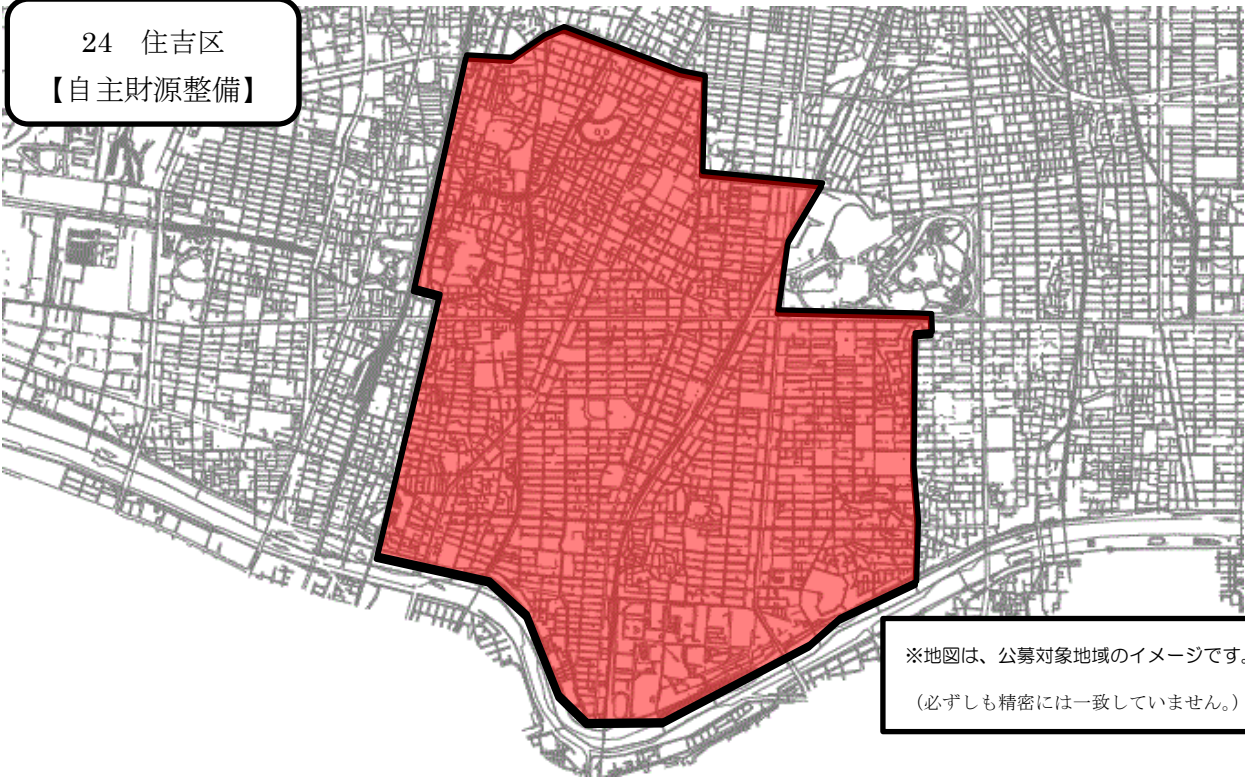 24　住吉区
【自主財源整備】
※地図は、公募対象地域のイメージです。
（必ずしも精密には一致していません。）